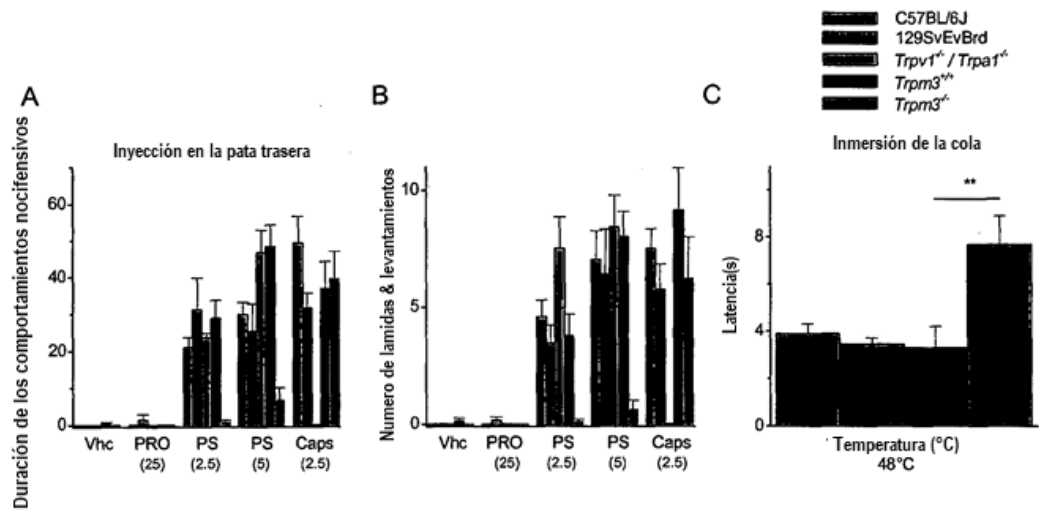 C57BL/6J
129SvEvBrd
Trpv1-/- / Trpa1-/-
Trpm3+/+
Trpm3-/-
A
B
C
Inyección en la pata trasera
Inmersión de la cola
Duración de los comportamientos nocifensivos
60
40
20
0
Vhc PRO PS PS Caps
(25) (2.5) (5) (2.5)
Numero de lamidas & levantamientos
10
5
0
Vhc PRO PS PS Caps
(25) (2.5) (5) (2.5)
Latencia(s)
8
4
0
**
Temperatura (°C)
48°C